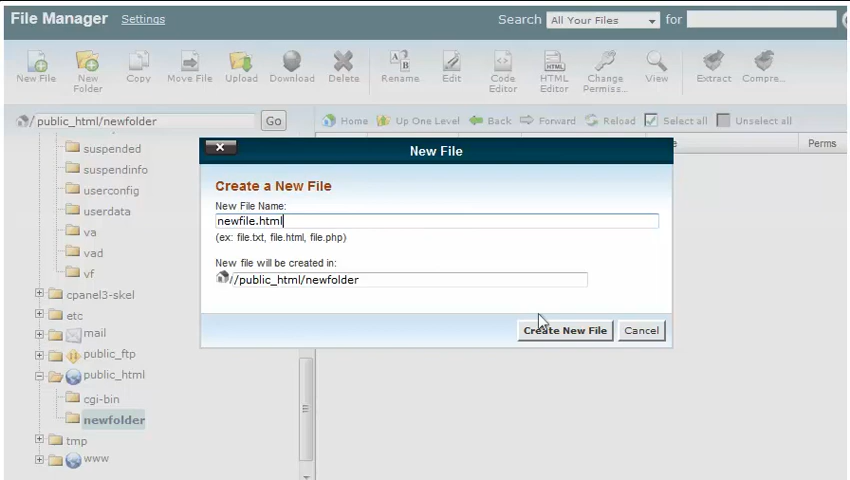 File Manager Settings Search All Your Files for
New File New Folder Copy Move File Upload Download Delete Rename Edit Code Editor HTML Editor Change Permiss... View Extract Compre...
/public_html/newfolder Go Home Up One Level Back Forward Reload Select all Unselect all
Perms
New File
Create a New File
New File Name:
newfile.html
(ex: file.txt, file.html, file.php)
New file will be created in:
//public_html/newfolder
Create New File Cancel
suspended
suspendinfo
userconfig
userdata
va
vad
vf
cpanel3-skel
etc
mail
public_ftp
public_html
cgi-bin
newfolder
tmp
www